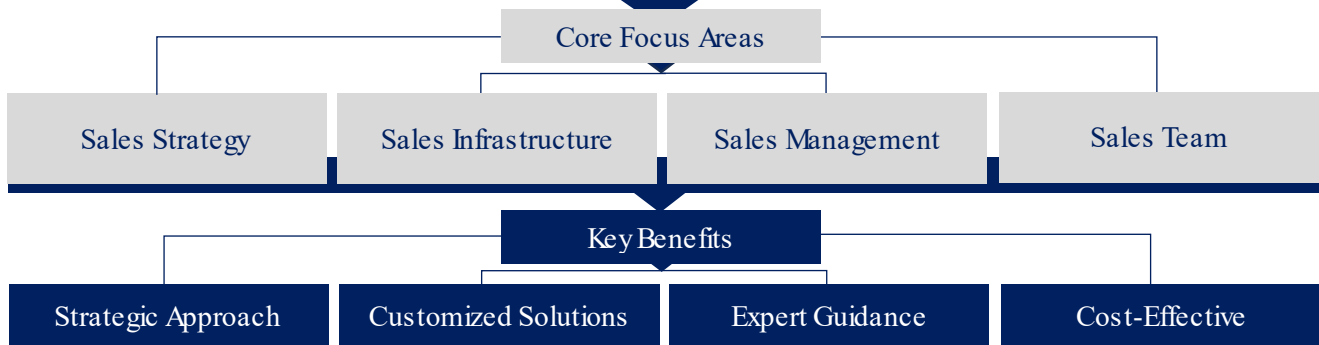 Core Focus Areas
Sales Strategy
Sales Infrastructure
Sales Management
Sales Team
Key Benefits
Strategic Approach
Customized Solutions
Expert Guidance
Cost-Effective